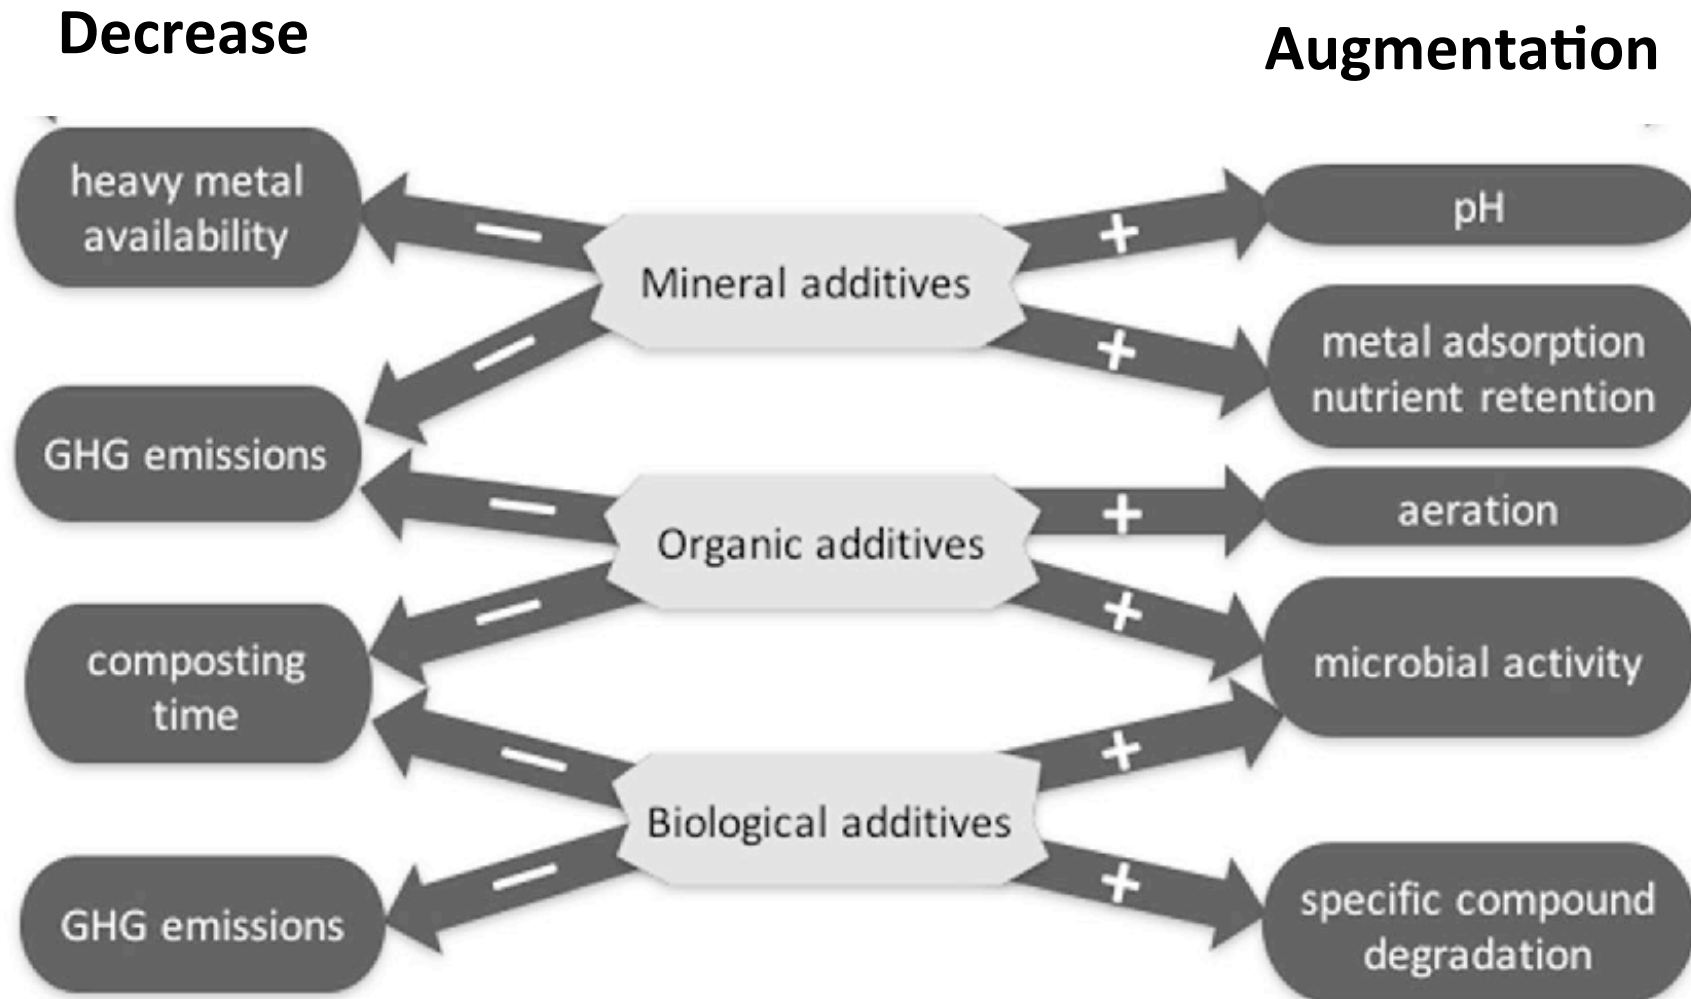 Decrease
Augmentation
heavy metal
availability
—
Mineral additives
+
pH
—
+
metal adsorption
nutrient retention
GHG emissions
—
Organic additives
+
aeration
composting
time
—
+
microbial activity
—
Biological additives
+
GHG emissions
—
+
specific compound
degradation